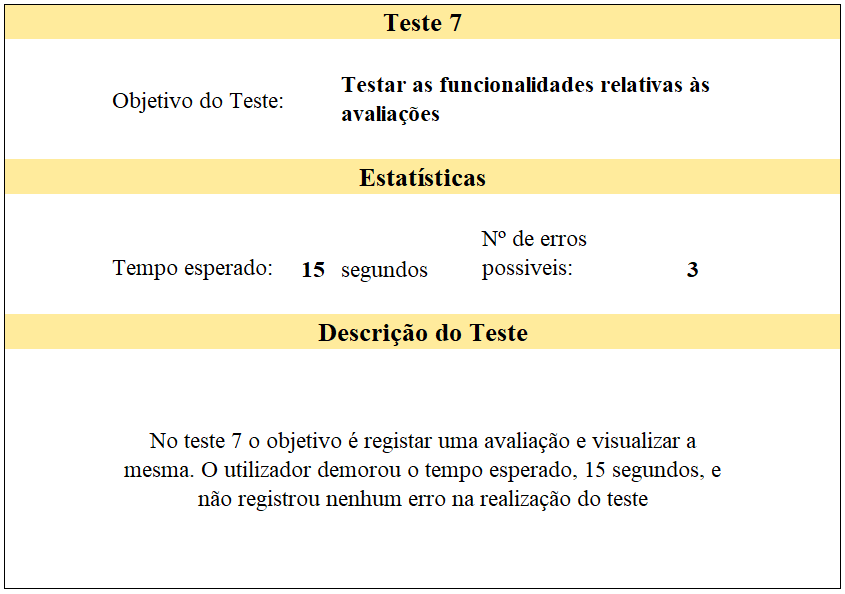 Teste 7
Objetivo do Teste:
Testar as funcionalidades relativas às
avaliações
Estatísticas
Tempo esperado: 15 segundos
Nº de erros
possiveis: 3
Descrição do Teste
No teste 7 o objetivo é registar uma avaliação e visualizar a
mesma. O utilizador demorou o tempo esperado, 15 segundos, e
não registrou nenhum erro na realização do teste